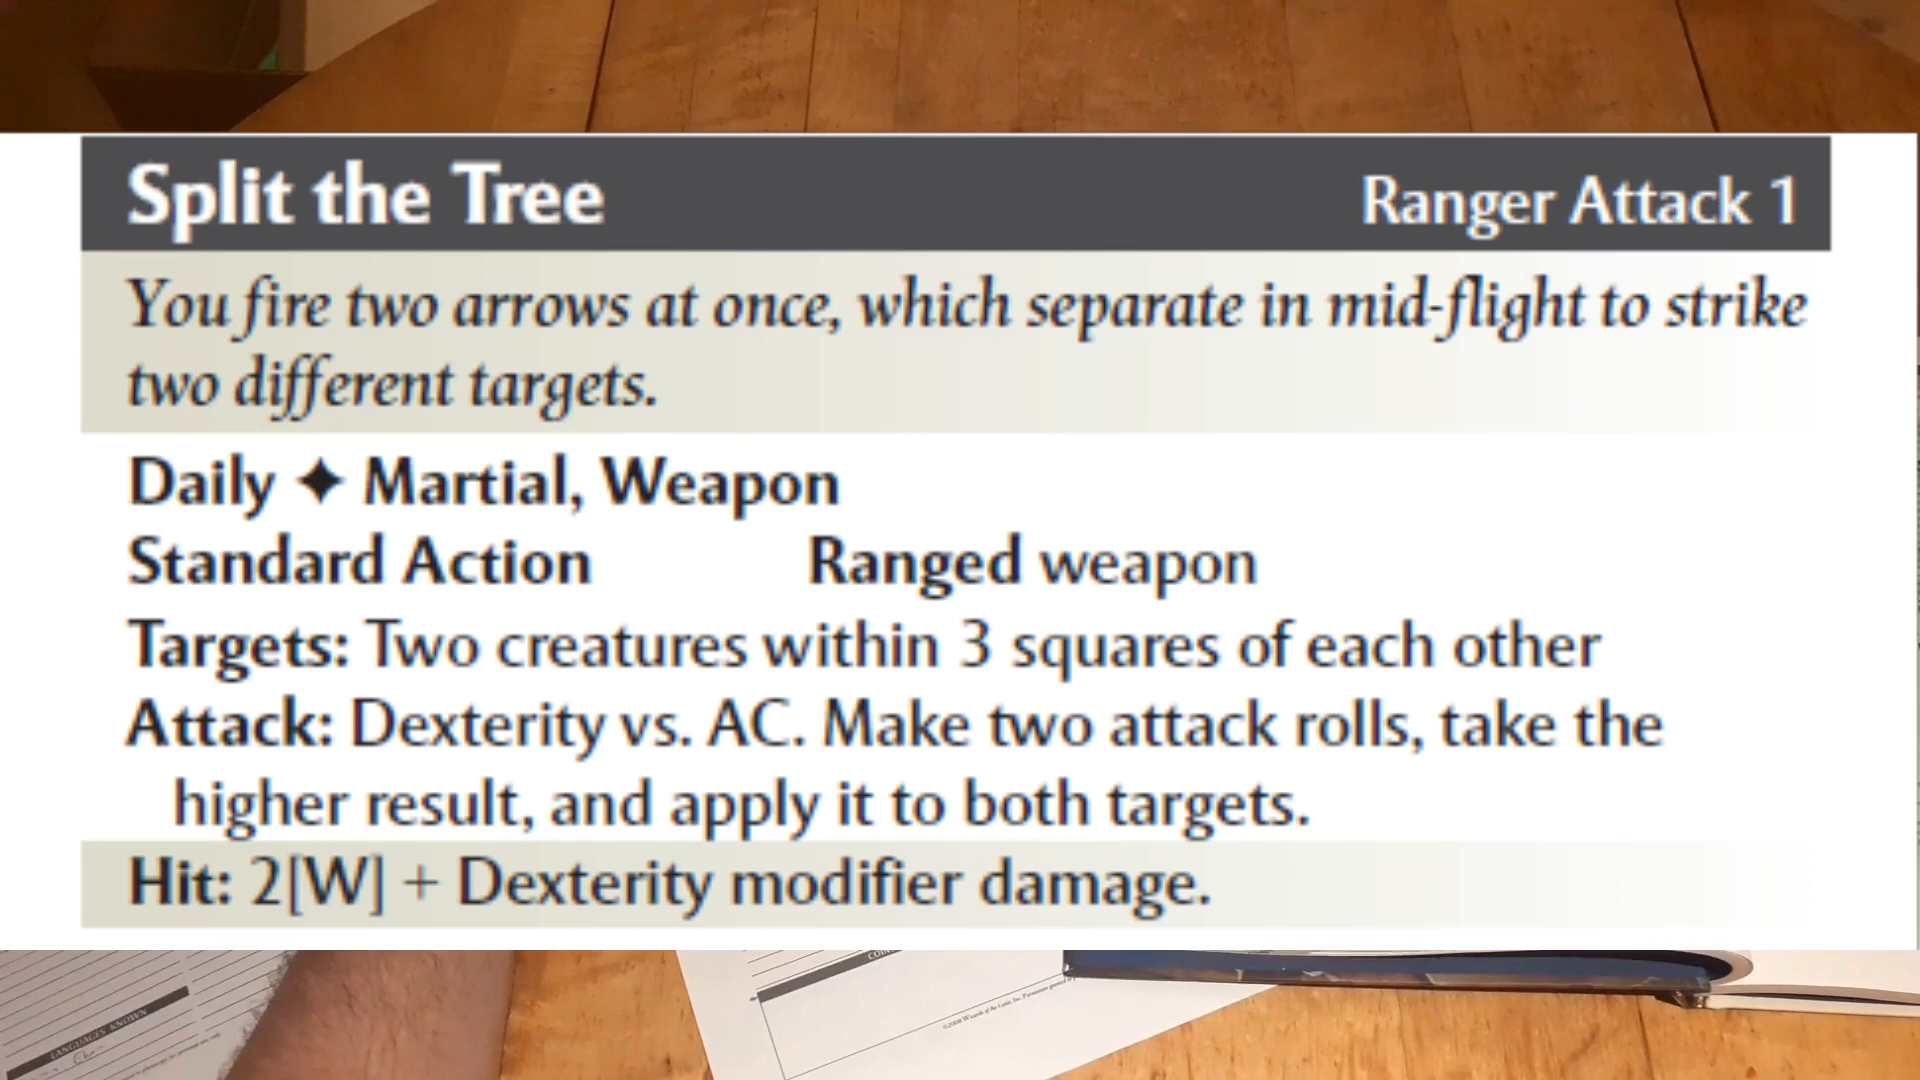 Split the Tree Ranger Attack 1
You fire two arrows at once, which separate in mid-flight to strike
two different targets.
Daily ✦ Martial, Weapon
Standard Action Ranged weapon
Targets: Two creatures within 3 squares of each other
Attack: Dexterity vs. AC. Make two attack rolls, take the
higher result, and apply it to both targets.
Hit: 2[W] + Dexterity modifier damage.
LANGUAGES KNOWN